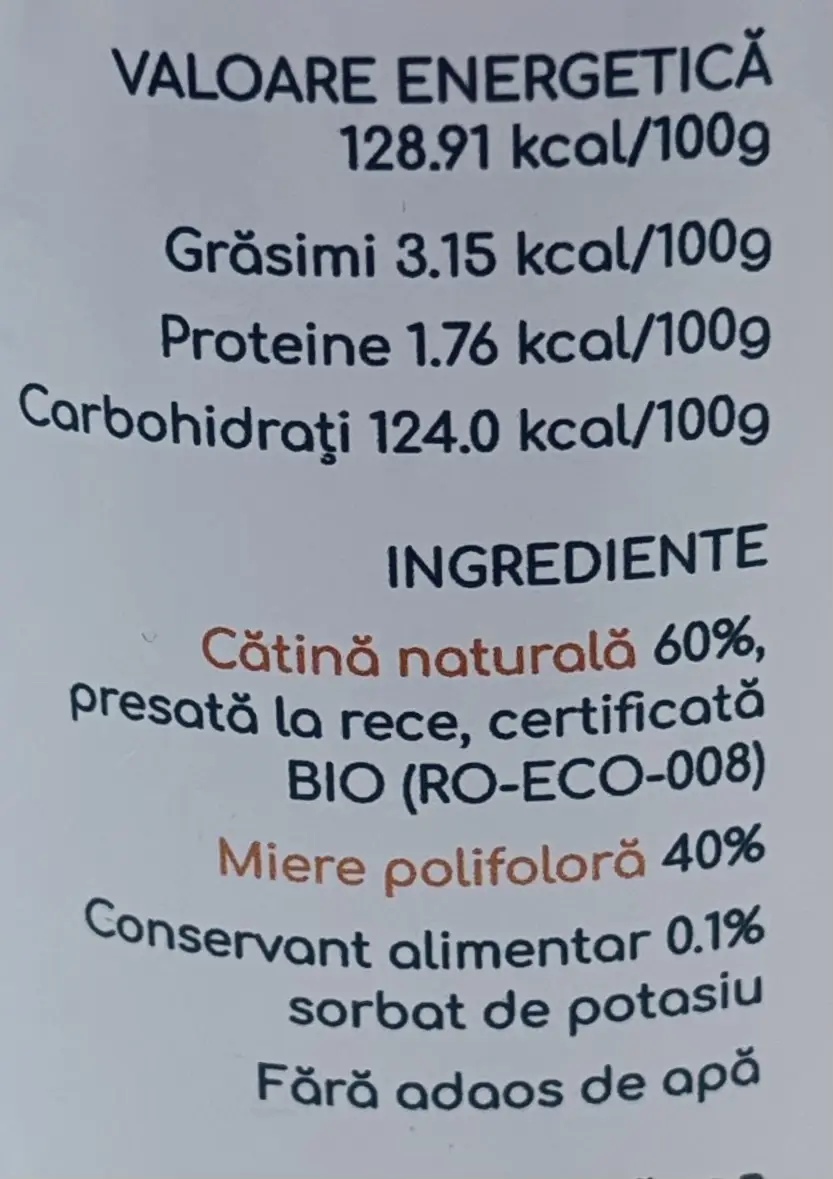 VALOARE ENERGETICĂ
128.91 kcal/100g
Grăsimi 3.15 kcal/100g
Proteine 1.76 kcal/100g
Carbohidraţi 124.0 kcal/100g
INGREDIENTE
Cătină naturală 60%,
presată la rece, certificată
BIO (RO-ECO-008)
Miere polifoloră 40%
Conservant alimentar 0.1%
sorbat de potasiu
Fără adaos de apă